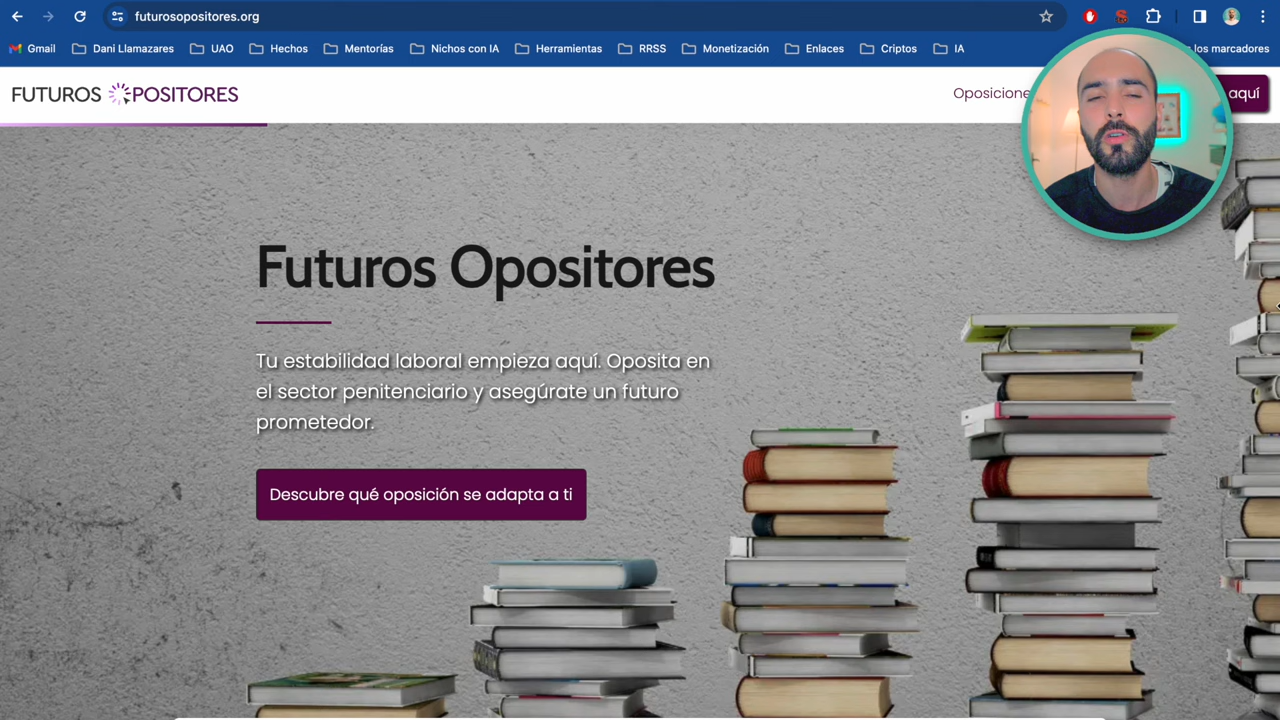 futurosopositores.org
Gmail Dani Llamazares UAO Hechos Mentorías Nichos con IA Herramientas RRSS Monetización Enlaces Criptos IA los marcadores
FUTUROS OPOSITORES
aquí
Futuros Opositores
Tu estabilidad laboral empieza aquí. Oposita en
el sector penitenciario y asegúrate un futuro
prometedor.
Descubre qué oposición se adapta a ti